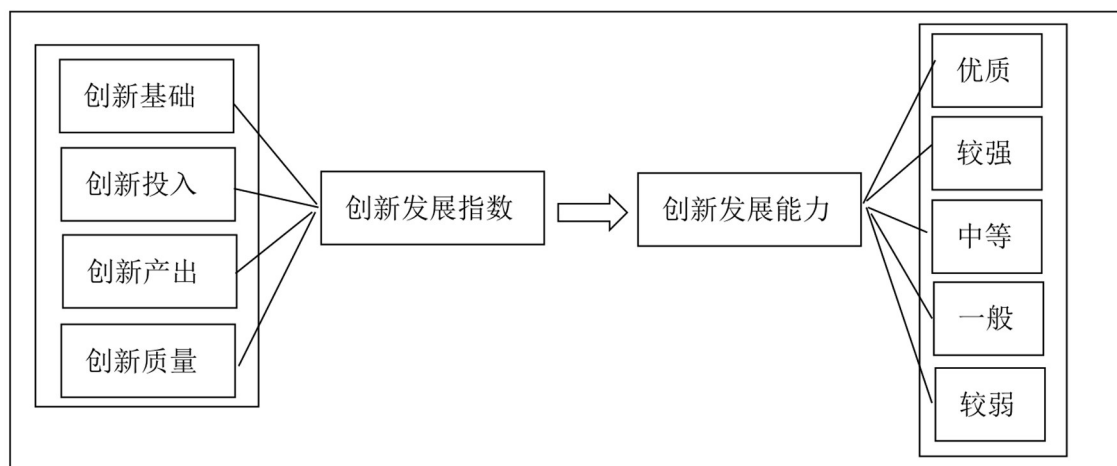 创新基础
创新投入
创新产出
创新质量
创新发展指数
创新发展能力
优质
较强
中等
一般
较弱